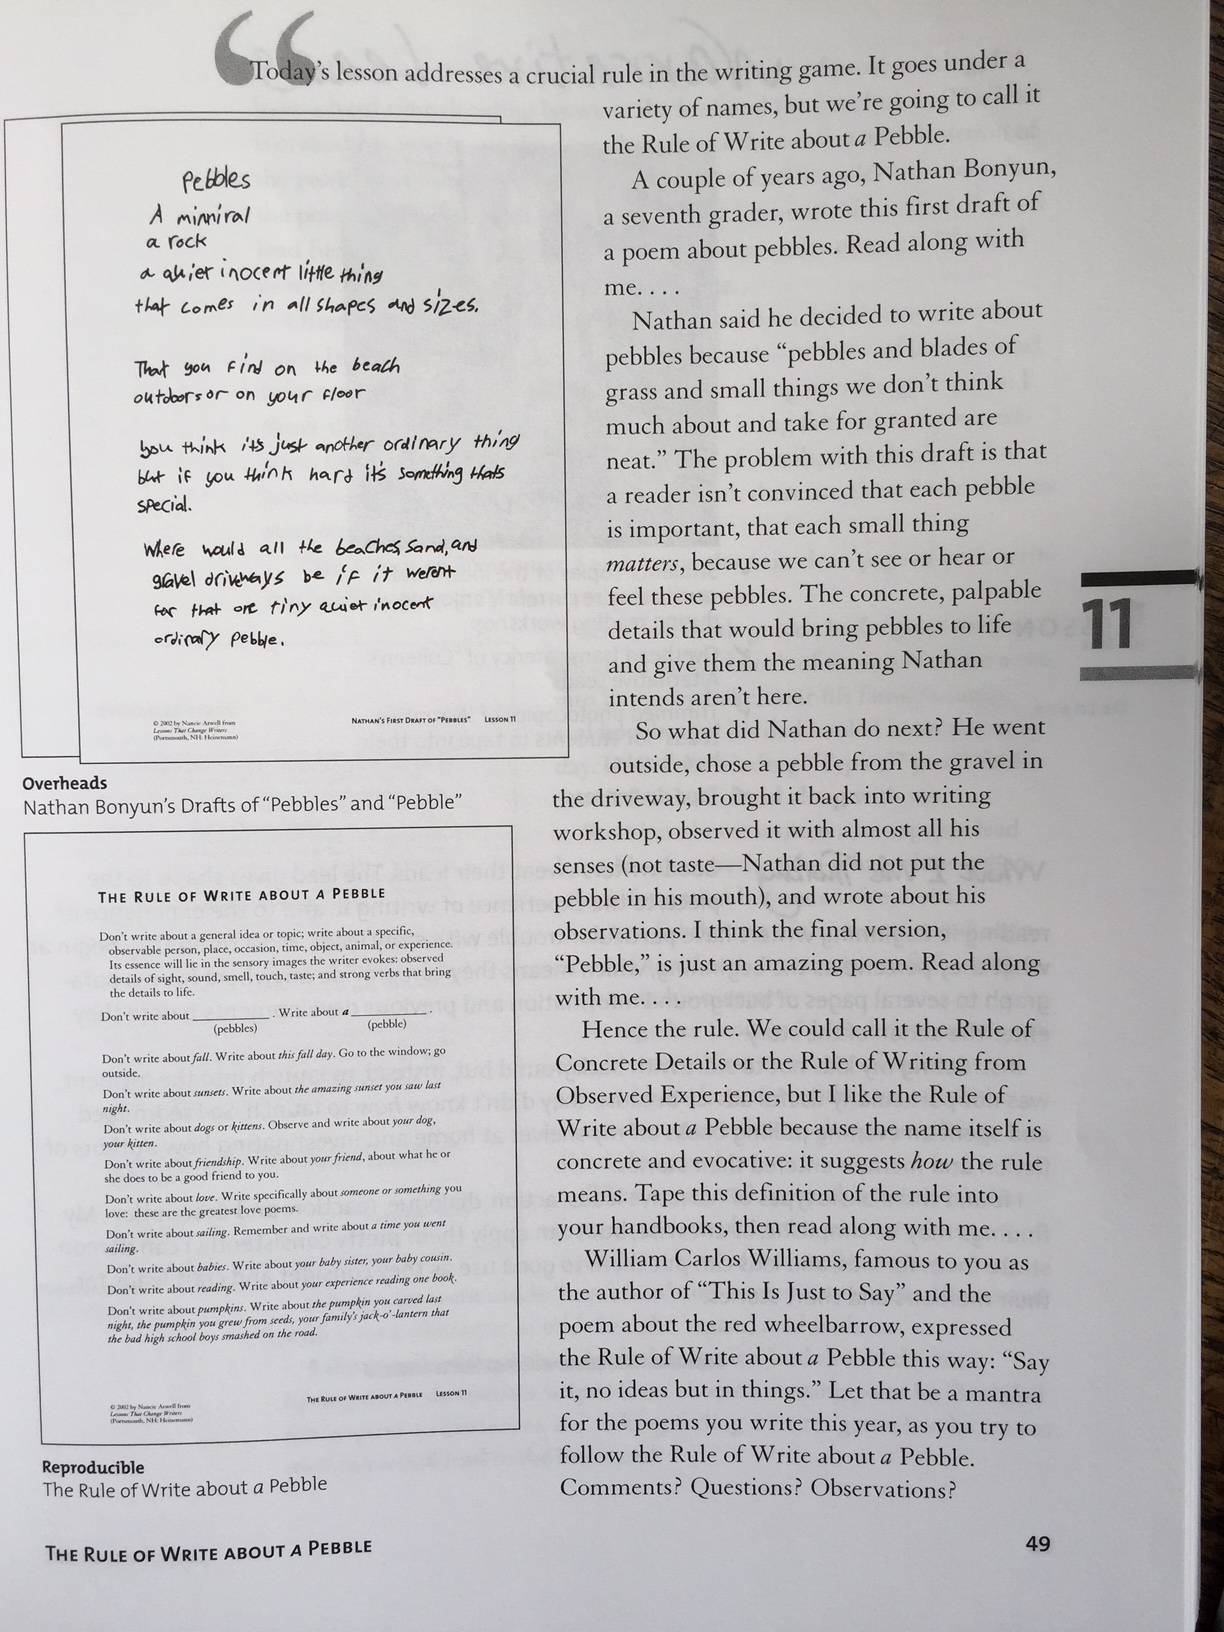 Today's lesson addresses a crucial rule in the writing game. It goes under a
variety of names, but we're going to call it
the Rule of Write about a Pebble.
A couple of years ago, Nathan Bonyun,
a seventh grader, wrote this first draft of
a poem about pebbles. Read along with
me. . . .
Nathan said he decided to write about
pebbles because “pebbles and blades of
grass and small things we don't think
much about and take for granted are
neat.” The problem with this draft is that
a reader isn't convinced that each pebble
is important, that each small thing
matters, because we can't see or hear or
feel these pebbles. The concrete, palpable
details that would bring pebbles to life
and give them the meaning Nathan
intends aren't here.
So what did Nathan do next? He went
outside, chose a pebble from the gravel in
the driveway, brought it back into writing
workshop, observed it with almost all his
senses (not taste—Nathan did not put the
pebble in his mouth), and wrote about his
observations. I think the final version,
“Pebble,” is just an amazing poem. Read along
with me. . . .
Hence the rule. We could call it the Rule of
Concrete Details or the Rule of Writing from
Observed Experience, but I like the Rule of
Write about a Pebble because the name itself is
concrete and evocative: it suggests how the rule
means. Tape this definition of the rule into
your handbooks, then read along with me. . . .
William Carlos Williams, famous to you as
the author of “This Is Just to Say” and the
poem about the red wheelbarrow, expressed
the Rule of Write about a Pebble this way: “Say
it, no ideas but in things.” Let that be a mantra
for the poems you write this year, as you try to
follow the Rule of Write about a Pebble.
Comments? Questions? Observations?
Pebbles
A minniral
a rock
a quiet inocent little thing
that comes in all shapes and sizes.
That you find on the beach
outdoors or on your floor
you think it's just another ordinary thing
but if you think hard it's something thats
special.
Where would all the beaches, sand, and
gravel driveways be if it werent
for that one tiny quiet inocent
ordinary pebble.
© 2002 by Nancie Atwell from
Lessons That Change Writers
(Portsmouth, NH: Heinemann)
NATHAN'S FIRST DRAFT OF “PEBBLES” LESSON 11
Overheads
Nathan Bonyun's Drafts of “Pebbles” and “Pebble”
THE RULE OF WRITE ABOUT A PEBBLE
Don't write about a general idea or topic; write about a specific,
observable person, place, occasion, time, object, animal, or experience.
Its essence will lie in the sensory images the writer evokes: observed
details of sight, sound, smell, touch, taste; and strong verbs that bring
the details to life.
Don't write about ____________. Write about a ____________.
(pebbles) (pebble)
Don't write about fall. Write about this fall day. Go to the window; go
outside.
Don't write about sunsets. Write about the amazing sunset you saw last
night.
Don't write about dogs or kittens. Observe and write about your dog,
your kitten.
Don't write about friendship. Write about your friend, about what he or
she does to be a good friend to you.
Don't write about love. Write specifically about someone or something you
love: these are the greatest love poems.
Don't write about sailing. Remember and write about a time you went
sailing.
Don't write about babies. Write about your baby sister, your baby cousin.
Don't write about reading. Write about your experience reading one book.
Don't write about pumpkins. Write about the pumpkin you carved last
night, the pumpkin you grew from seeds, your family's jack-o'-lantern that
the bad high school boys smashed on the road.
© 2002 by Nancie Atwell from
Lessons That Change Writers
(Portsmouth, NH: Heinemann)
THE RULE OF WRITE ABOUT A PEBBLE LESSON 11
Reproducible
The Rule of Write about a Pebble
11
THE RULE OF WRITE ABOUT A PEBBLE
49